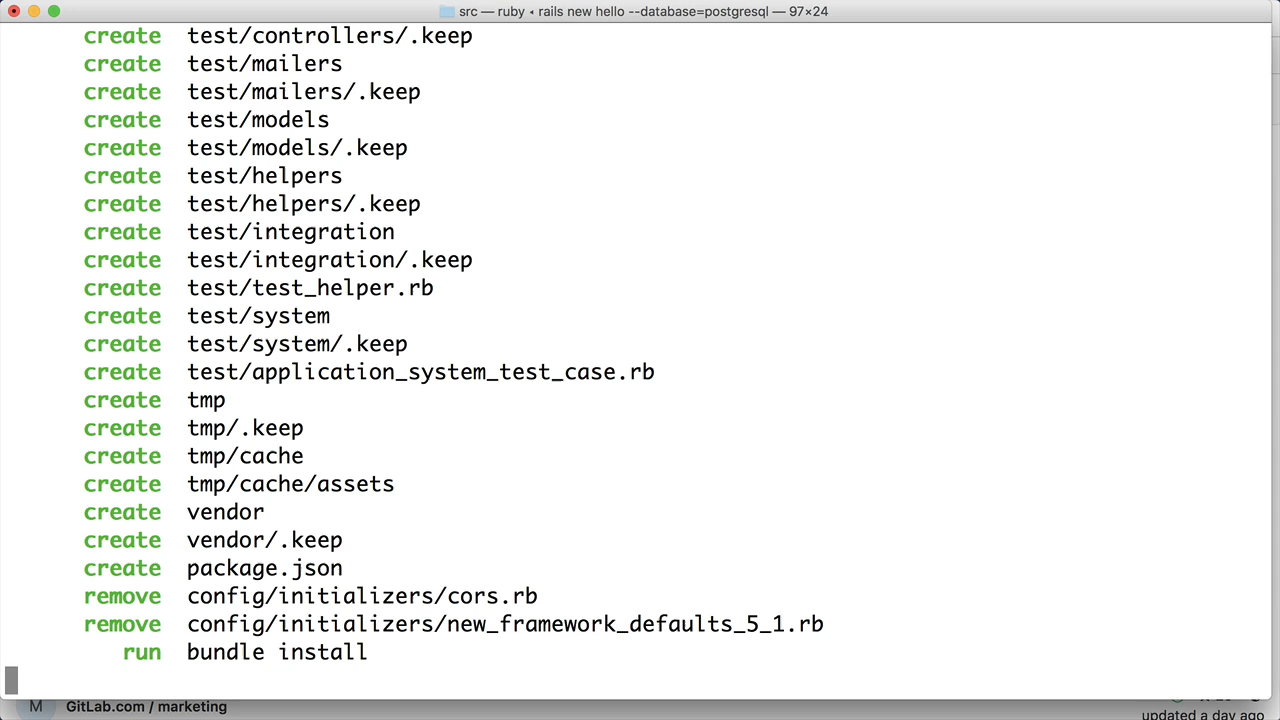 src — ruby ◂ rails new hello --database=postgresql — 97×24
create test/controllers/.keep
create test/mailers
create test/mailers/.keep
create test/models
create test/models/.keep
create test/helpers
create test/helpers/.keep
create test/integration
create test/integration/.keep
create test/test_helper.rb
create test/system
create test/system/.keep
create test/application_system_test_case.rb
create tmp
create tmp/.keep
create tmp/cache
create tmp/cache/assets
create vendor
create vendor/.keep
create package.json
remove config/initializers/cors.rb
remove config/initializers/new_framework_defaults_5_1.rb
run bundle install
M GitLab.com / marketing
updated a day ago